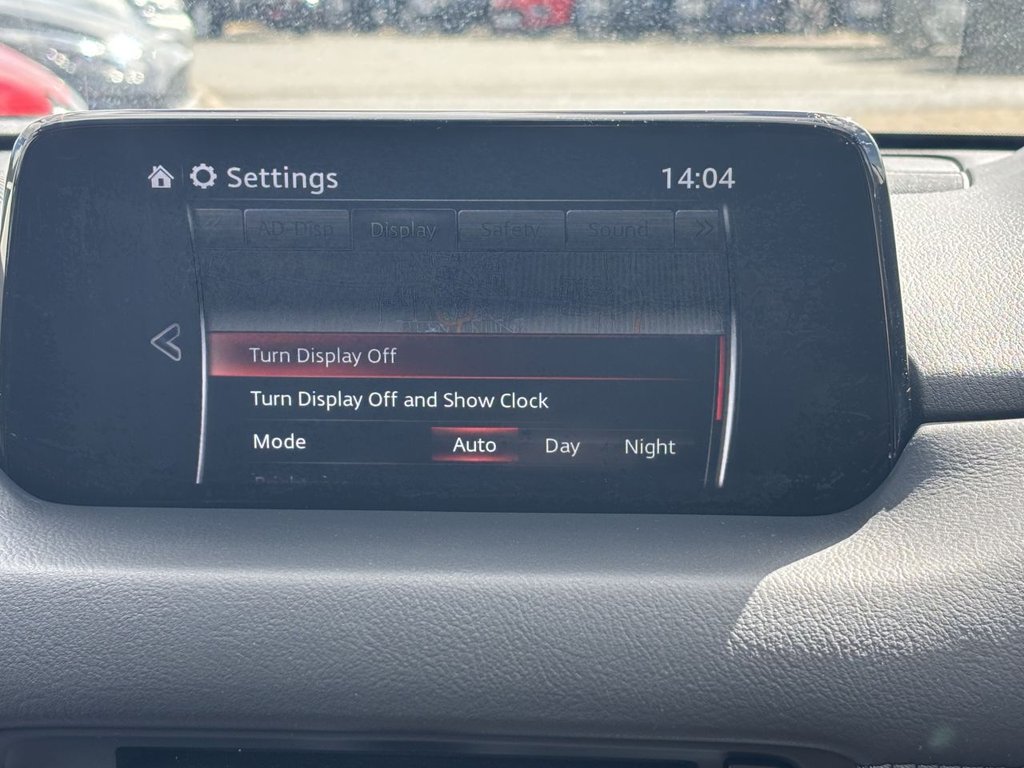 Settings 14:04
AD-Disp Display Safety Sound
Turn Display Off
Turn Display Off and Show Clock
Mode Auto Day Night